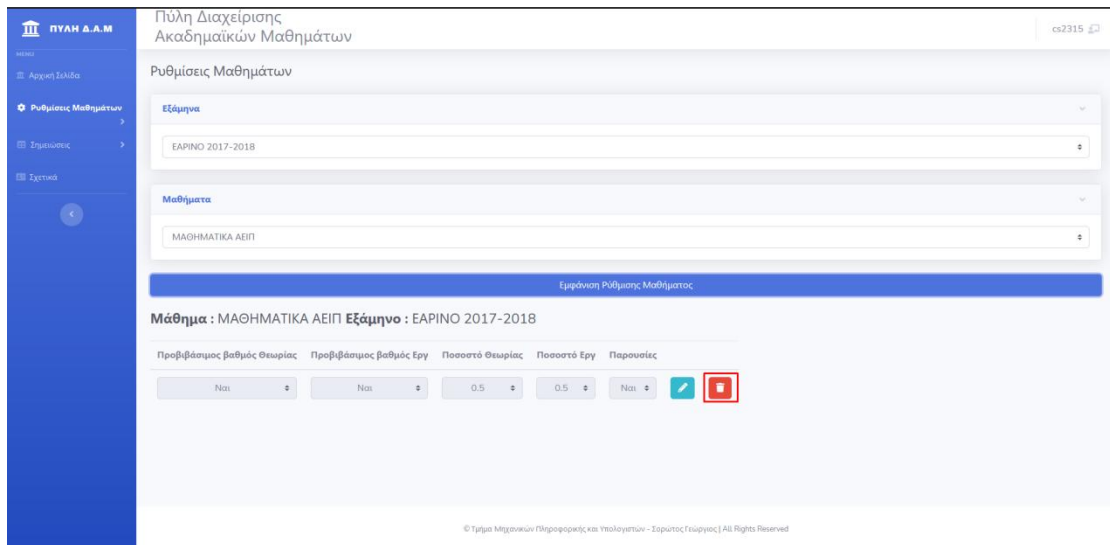 ΠΥΛΗ Δ.Α.Μ
Πύλη Διαχείρισης
Ακαδημαϊκών Μαθημάτων
cs2315
MENU
Αρχική Σελίδα
Ρυθμίσεις Μαθημάτων
Σημειώσεις
Σχετικά
Ρυθμίσεις Μαθημάτων
Εξάμηνα
ΕΑΡΙΝΟ 2017-2018
Μαθήματα
ΜΑΘΗΜΑΤΙΚΑ ΑΕΙΠ
Εμφάνιση Ρύθμισης Μαθήματος
Μάθημα : ΜΑΘΗΜΑΤΙΚΑ ΑΕΙΠ Εξάμηνο : ΕΑΡΙΝΟ 2017-2018
Προβιβάσιμος βαθμός Θεωρίας Προβιβάσιμος βαθμός Εργ Ποσοστό Θεωρίας Ποσοστό Εργ Παρουσίες
Ναι Ναι 0.5 0.5 Ναι
© Τμήμα Μηχανικών Πληροφορικής και Υπολογιστών - Σαρώτος Γεώργιος | All Rights Reserved